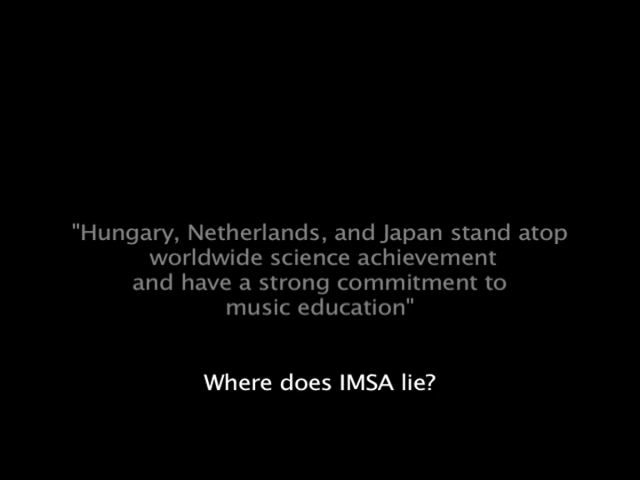 "Hungary, Netherlands, and Japan stand atop
worldwide science achievement
and have a strong commitment to
music education"
Where does IMSA lie?